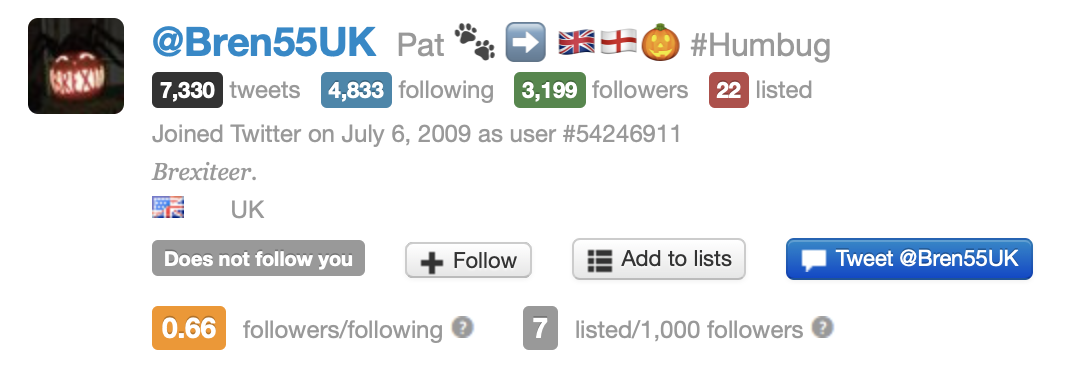 @Bren55UK Pat 🐾 ➡️ 🇬🇧🏴󠁧󠁢󠁥󠁮󠁧󠁿🎃 #Humbug
7,330 tweets 4,833 following 3,199 followers 22 listed
Joined Twitter on July 6, 2009 as user #54246911
Brexiteer.
UK
Does not follow you + Follow Add to lists Tweet @Bren55UK
0.66 followers/following ? 7 listed/1,000 followers ?